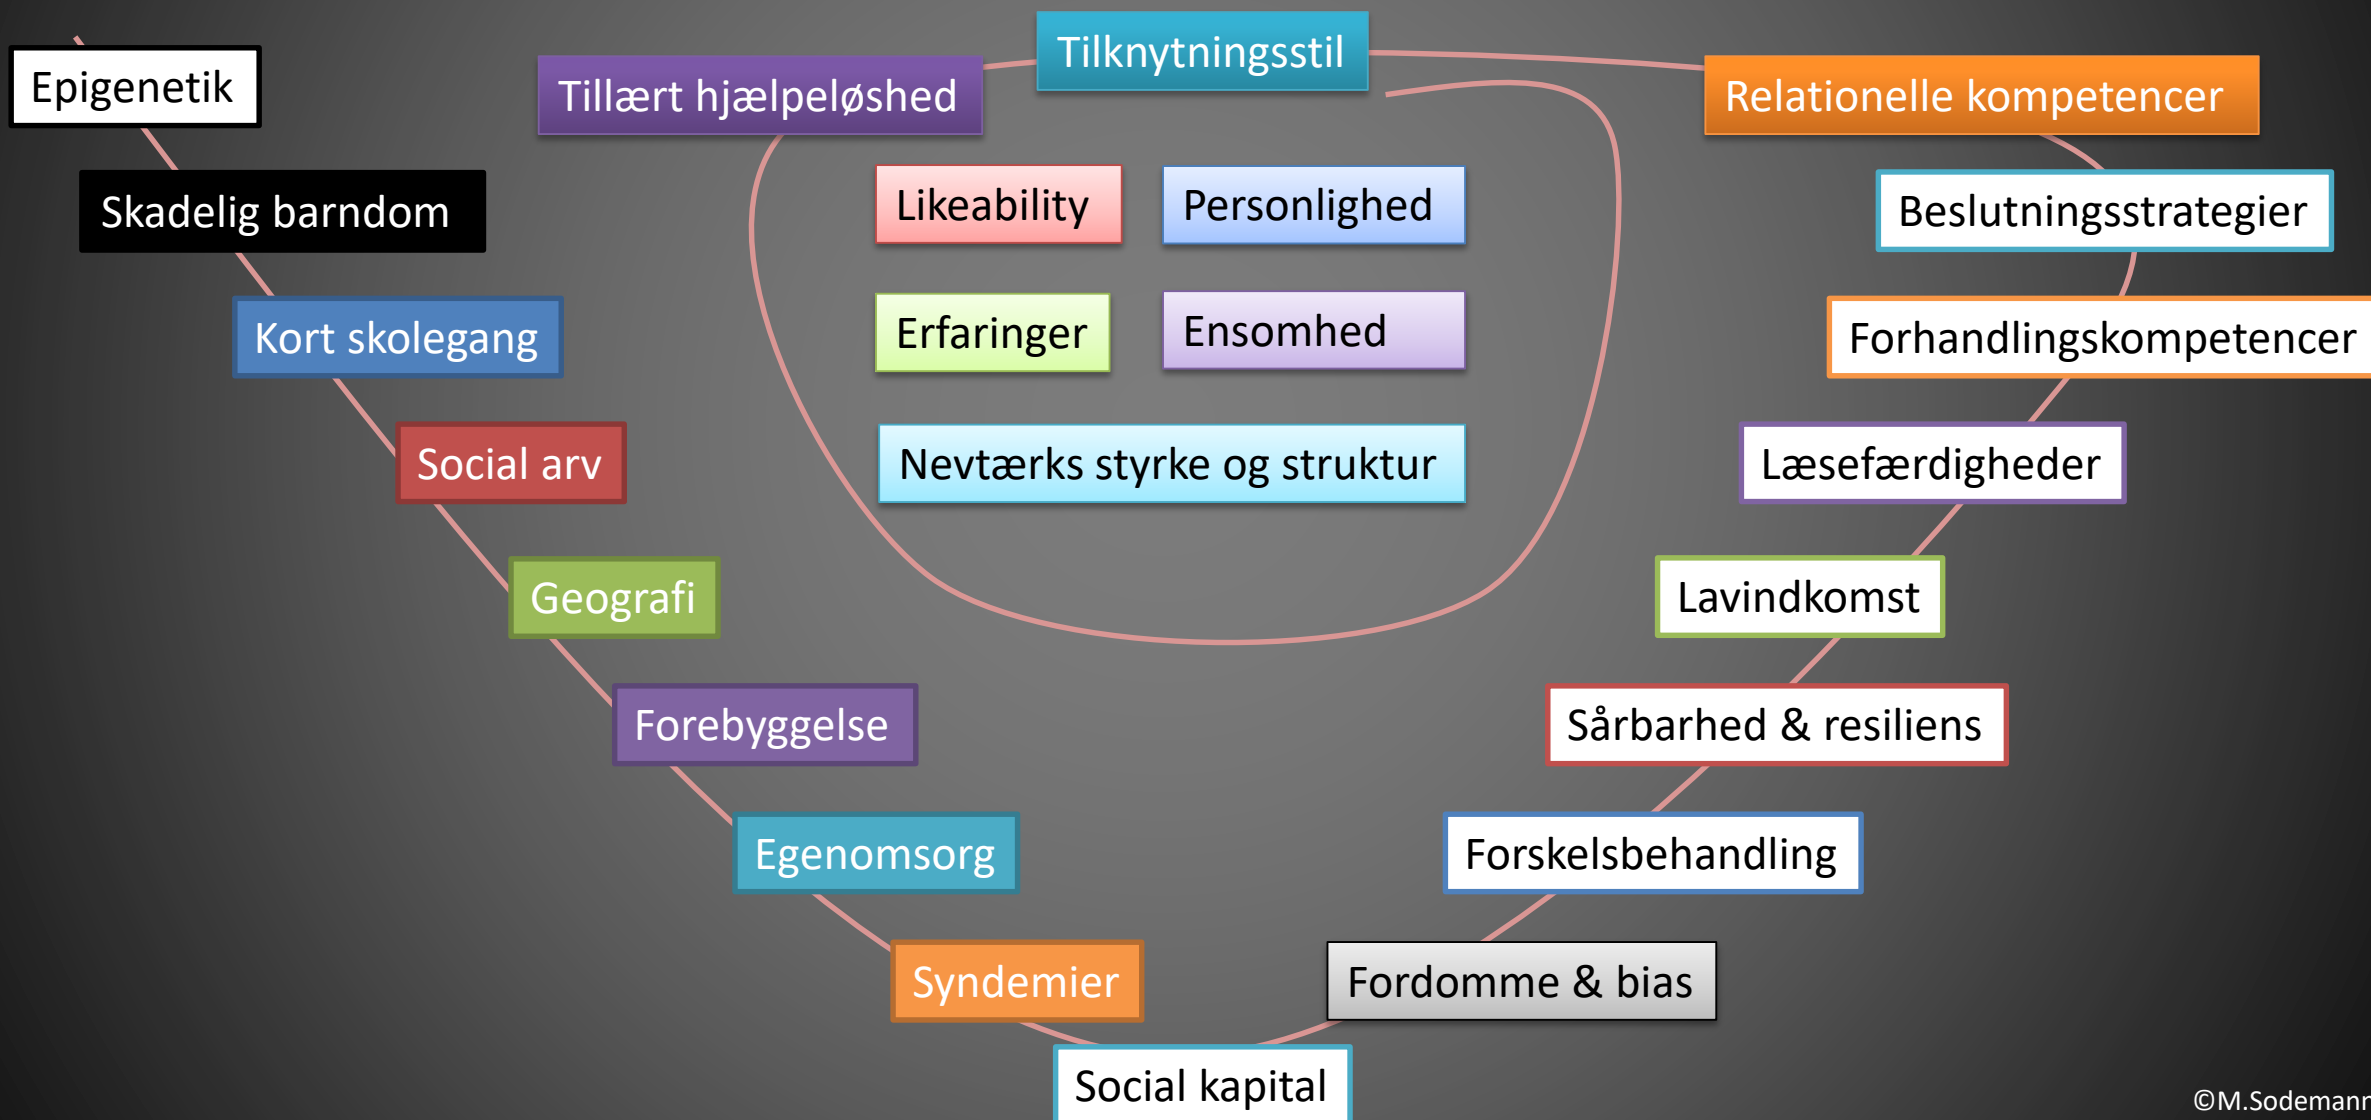 Epigenetik
Skadelig barndom
Kort skolegang
Social arv
Geografi
Forebyggelse
Egenomsorg
Syndemier
Social kapital
Fordomme & bias
Forskelsbehandling
Sårbarhed & resiliens
Lavindkomst
Læsefærdigheder
Forhandlingskompetencer
Beslutningsstrategier
Relationelle kompetencer
Tilknytningsstil
Tillært hjælpeløshed
Likeability
Personlighed
Erfaringer
Ensomhed
Nevtærks styrke og struktur
©M.Sodemann